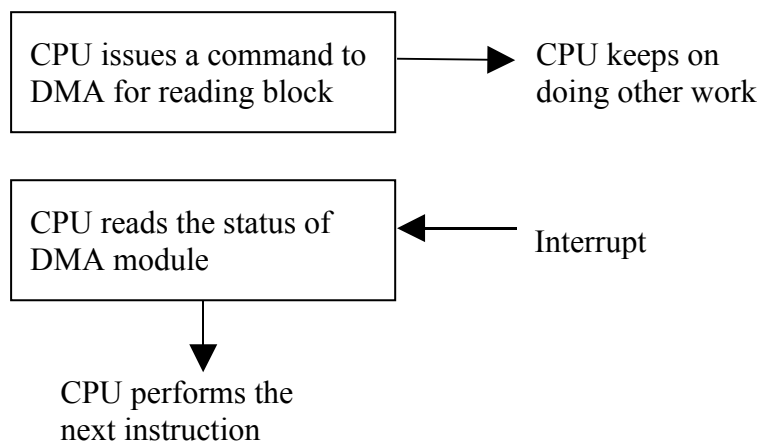 CPU issues a command to
DMA for reading block
CPU keeps on
doing other work
CPU reads the status of
DMA module
Interrupt
CPU performs the
next instruction